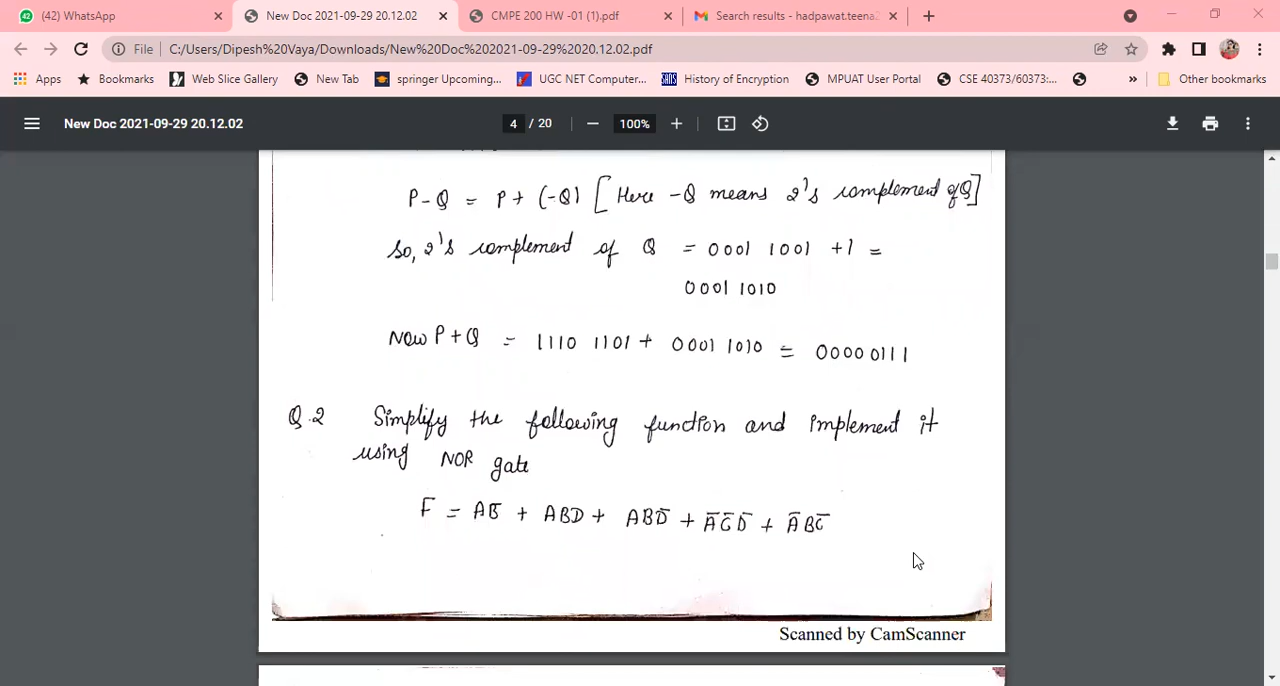 (42) WhatsApp
New Doc 2021-09-29 20.12.02
CMPE 200 HW -01 (1).pdf
Search results - hadpawat.teena2
File
C:/Users/Dipesh%20Vaya/Downloads/New%20Doc%202021-09-29%2020.12.02.pdf
Apps
Bookmarks
Web Slice Gallery
New Tab
springer Upcoming...
UGC NET Computer...
History of Encryption
MPUAT User Portal
CSE 40373/60373:...
»
Other bookmarks
New Doc 2021-09-29 20.12.02
4 / 20
100%
P-Q = P + (-Q) [Here -Q means 2's complement of Q]
So, 2's complement of Q = 0001 1001 +1 =
0001 1010
Now P+Q = 1110 1101 + 0001 1010 = 00000111
Q.2 Simplify the following function and implement it
using NOR gate
F = AB̅ + ABD + ABD̅ + A̅C̅D̅ + A̅BC̅
Scanned by CamScanner